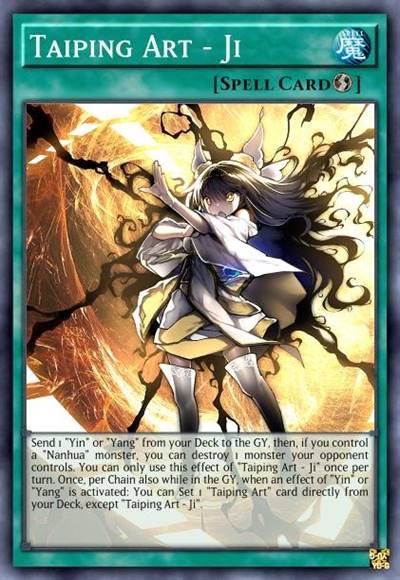 Taiping Art - Ji
SPELL
魔
[Spell Card]
Send 1 "Yin" or "Yang" from your Deck to the GY, then, if you control
a "Nanhua" monster, you can destroy 1 monster your opponent
controls. You can only use this effect of "Taiping Art - Ji" once per
turn. Once, per Chain also while in the GY, when an effect of "Yin" or
"Yang" is activated: You can Set 1 "Taiping Art" card directly from
your Deck, except "Taiping Art - Ji".